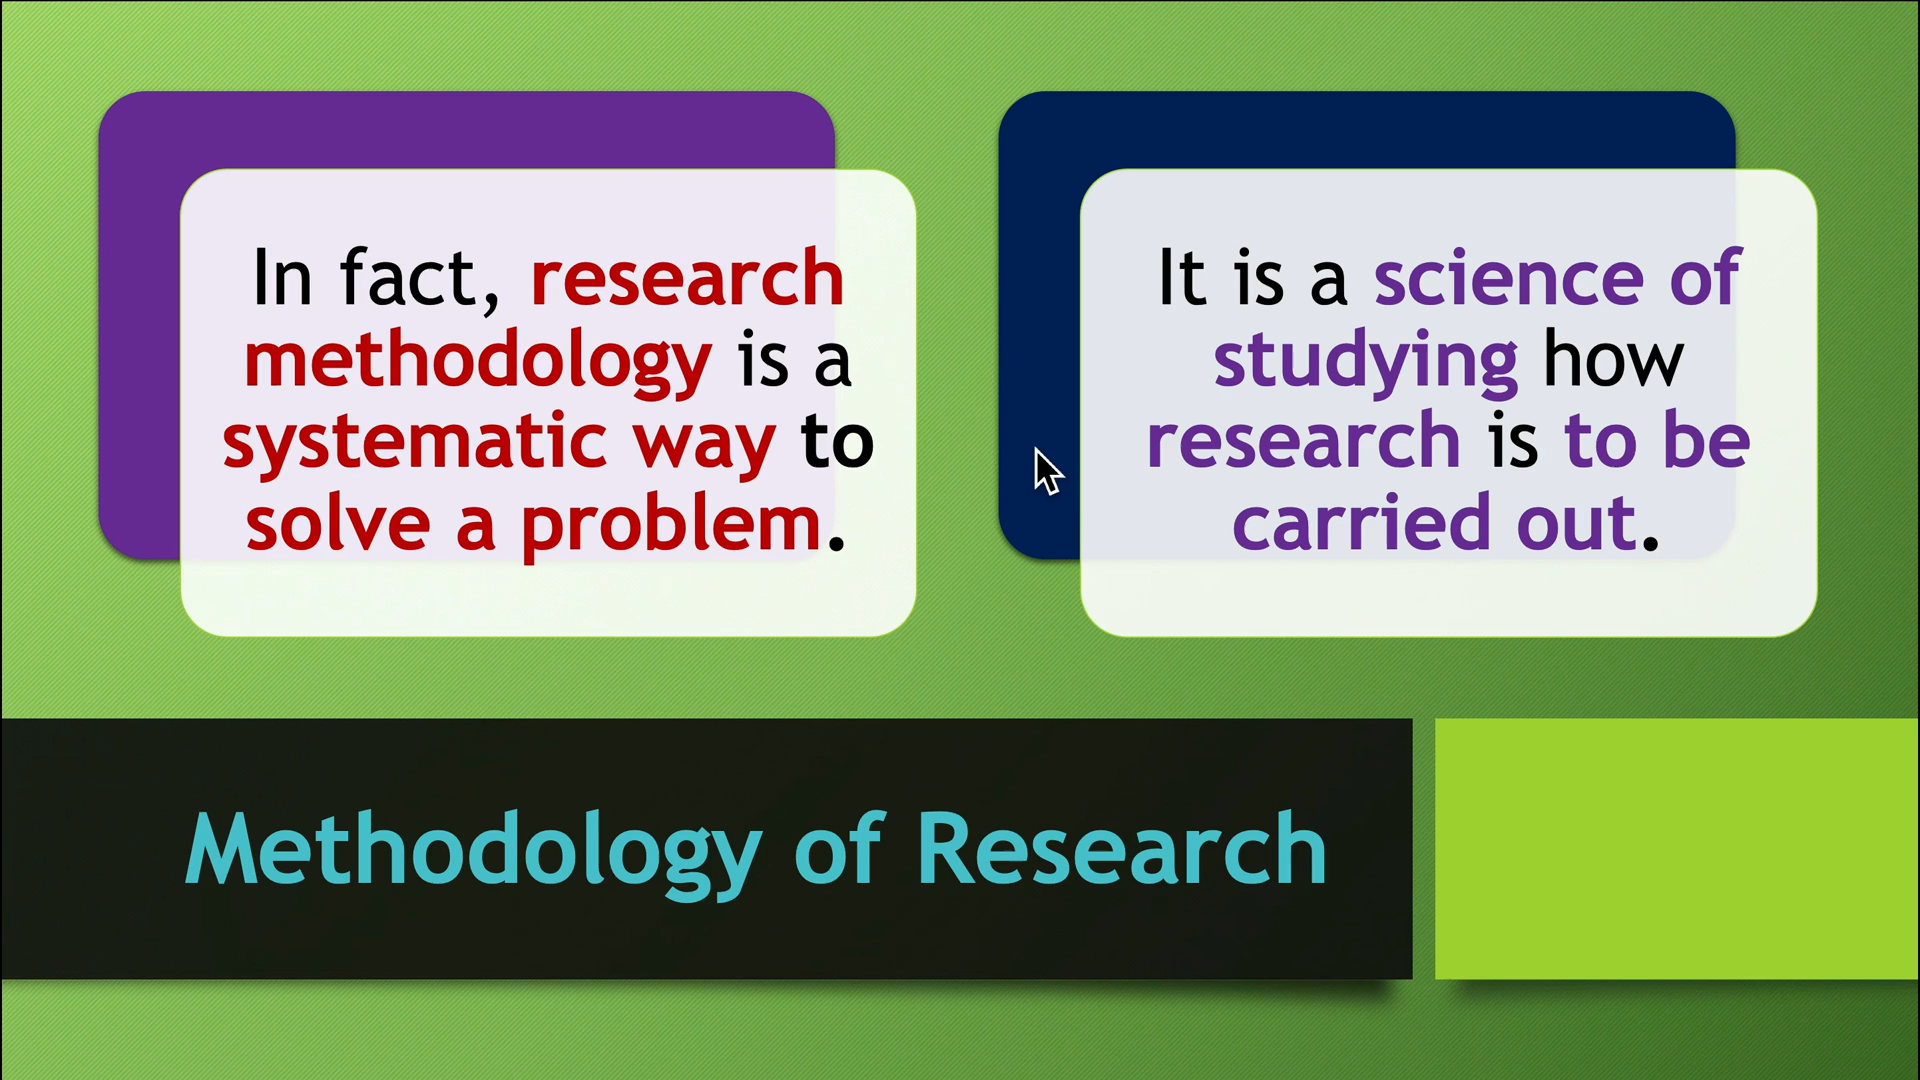 In fact, research
methodology is a
systematic way to
solve a problem.
It is a science of
studying how
research is to be
carried out.
Methodology of Research